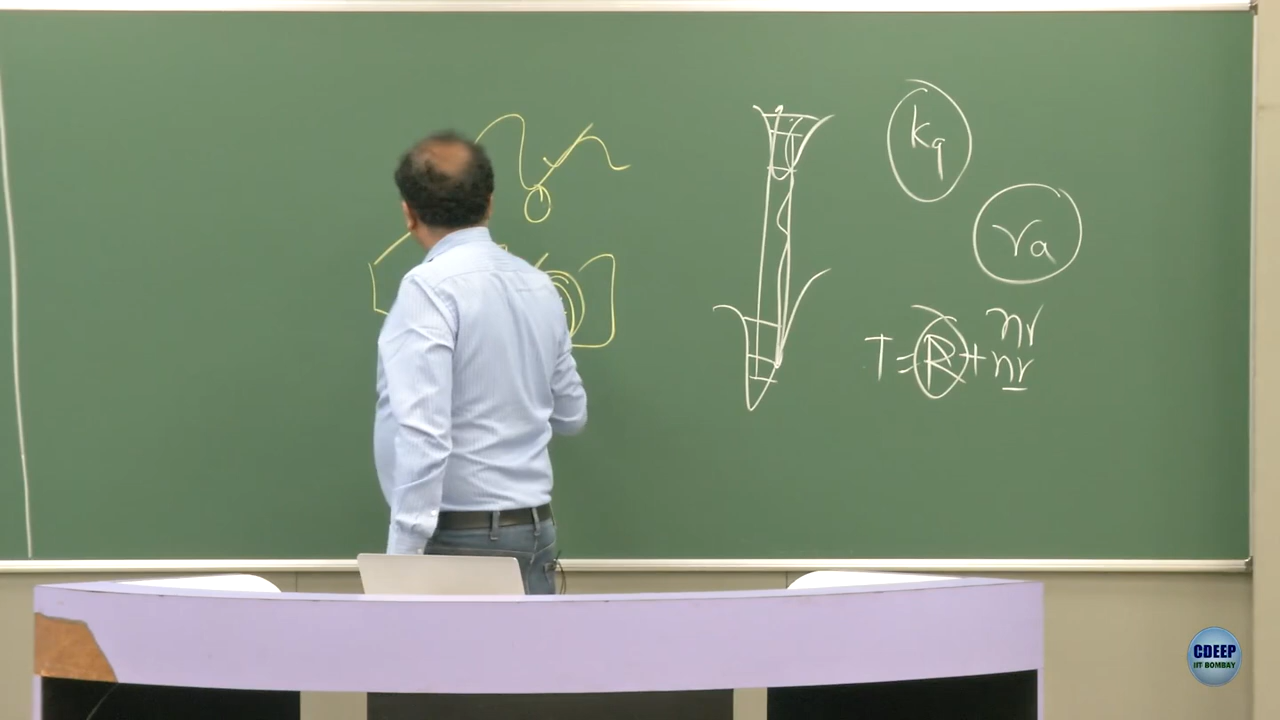 kq
ra
nr
T = R + nr
CDEEP
IIT BOMBAY